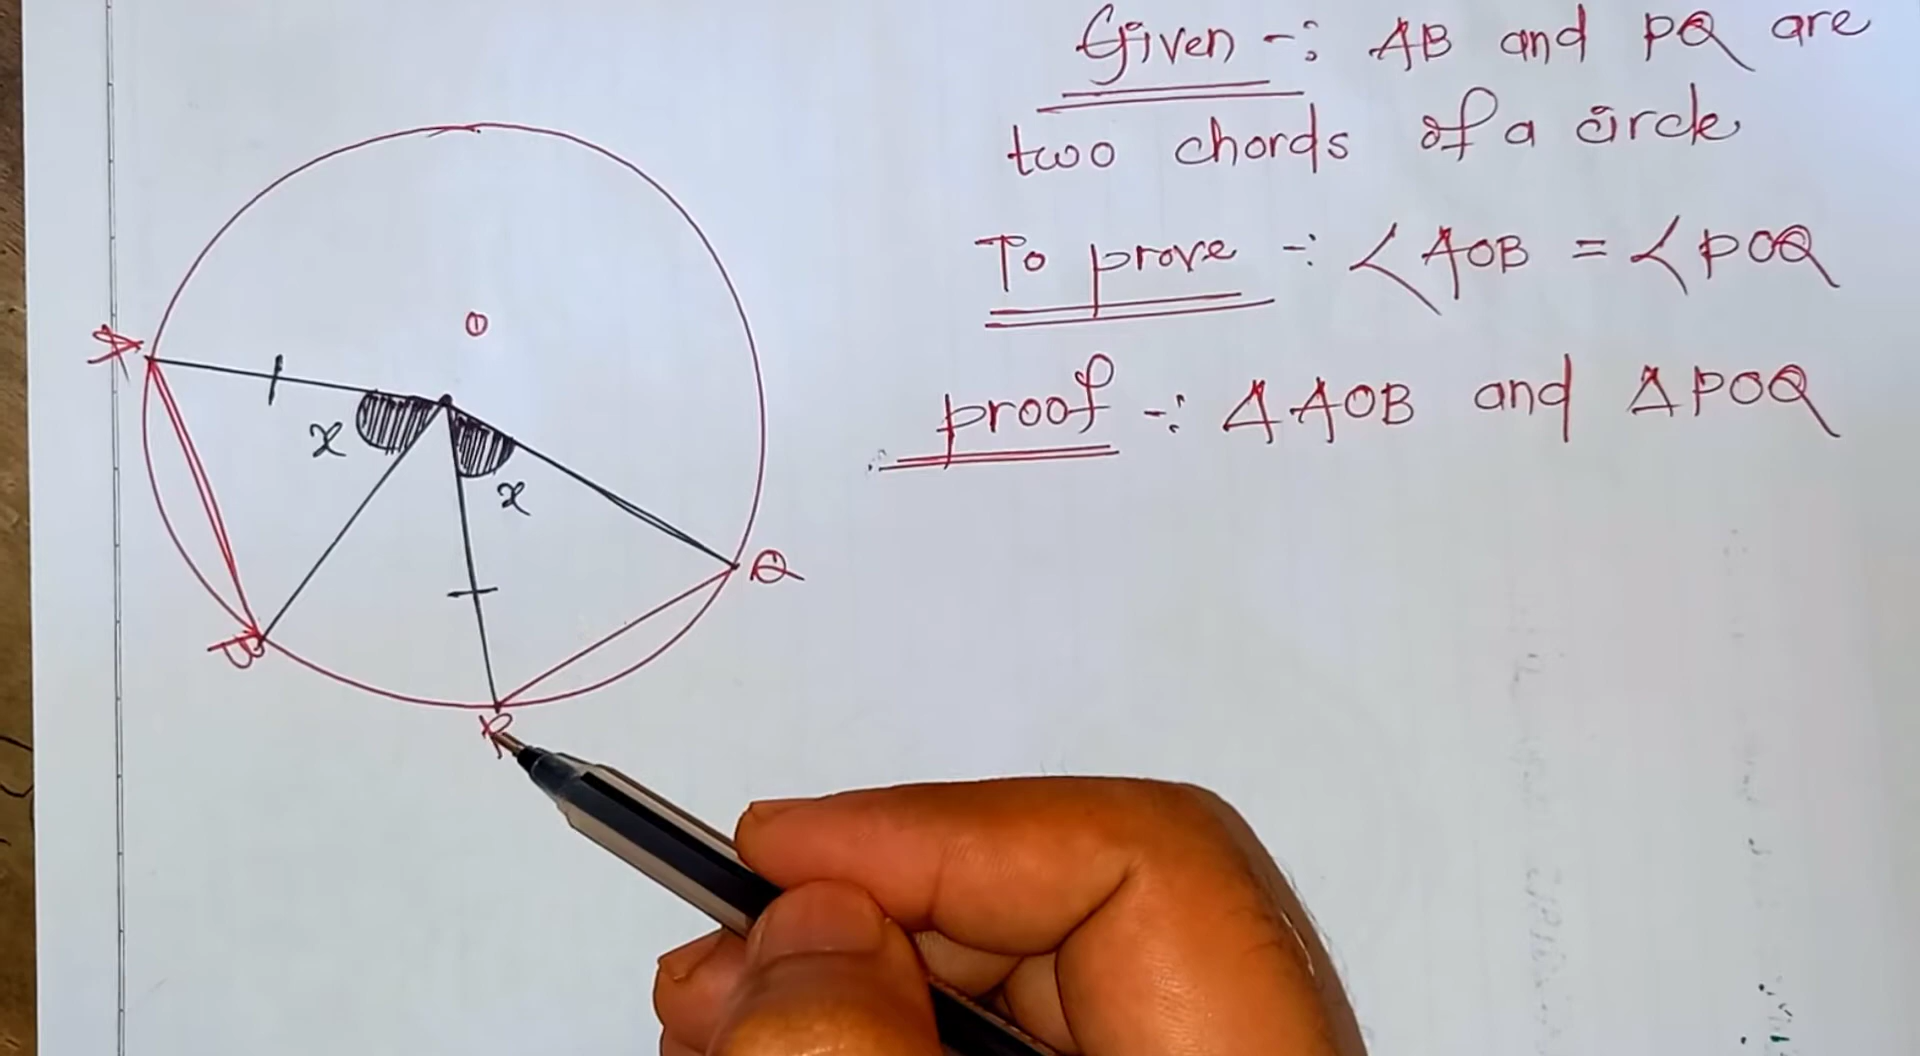 Given -: AB and PQ are
two chords of a circle
To prove -: ∠AOB = ∠POQ
proof -: ΔAOB and ΔPOQ
O
A
x
x
Q
B
P